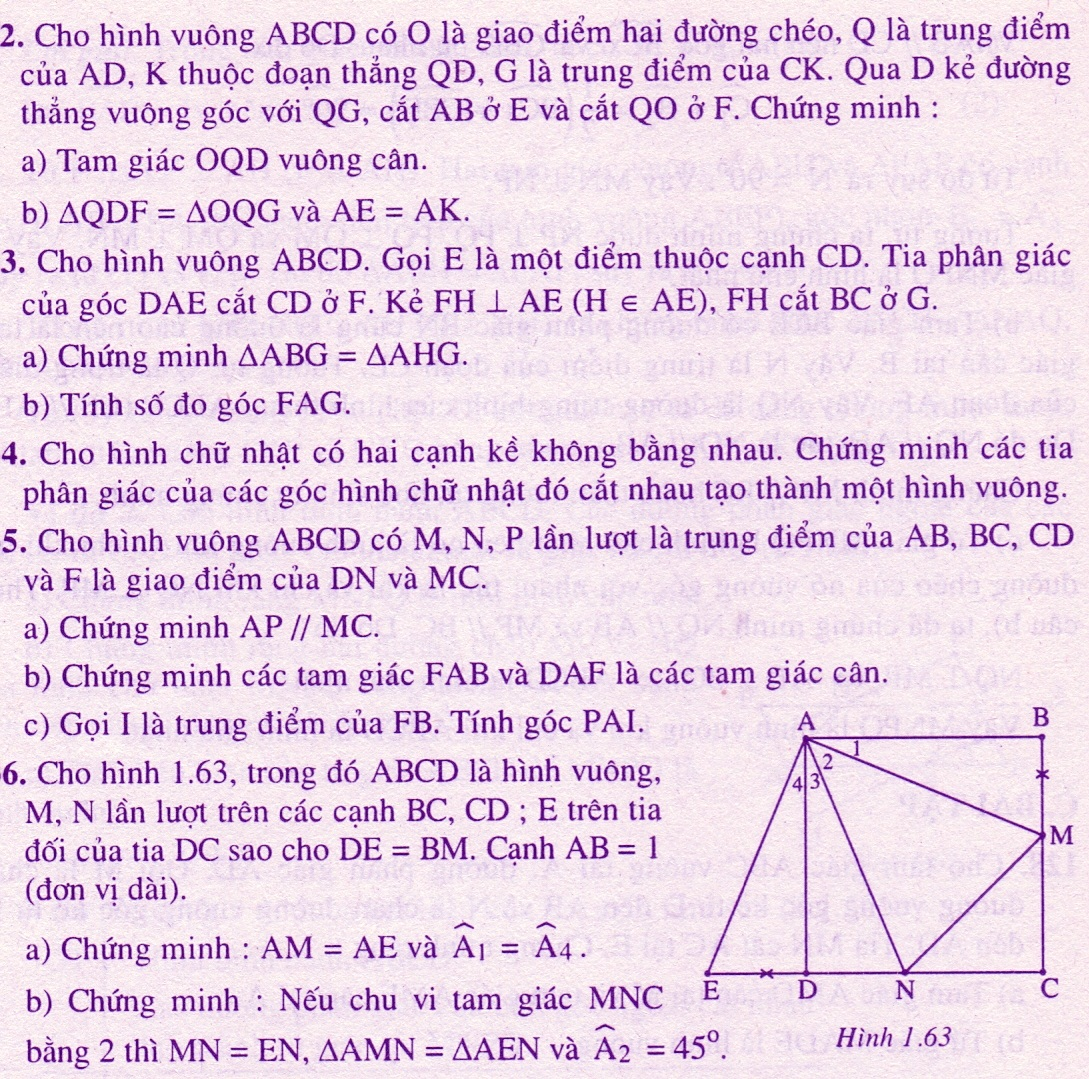 2. Cho hình vuông ABCD có O là giao điểm hai đường chéo, Q là trung điểm
của AD, K thuộc đoạn thẳng QD, G là trung điểm của CK. Qua D kẻ đường
thẳng vuông góc với QG, cắt AB ở E và cắt QO ở F. Chứng minh :
a) Tam giác OQD vuông cân.
b) ΔQDF = ΔOQG và AE = AK.
3. Cho hình vuông ABCD. Gọi E là một điểm thuộc cạnh CD. Tia phân giác
của góc DAE cắt CD ở F. Kẻ FH ⊥ AE (H ∈ AE), FH cắt BC ở G.
a) Chứng minh ΔABG = ΔAHG.
b) Tính số đo góc FAG.
4. Cho hình chữ nhật có hai cạnh kề không bằng nhau. Chứng minh các tia
phân giác của các góc hình chữ nhật đó cắt nhau tạo thành một hình vuông.
5. Cho hình vuông ABCD có M, N, P lần lượt là trung điểm của AB, BC, CD
và F là giao điểm của DN và MC.
a) Chứng minh AP // MC.
b) Chứng minh các tam giác FAB và DAF là các tam giác cân.
c) Gọi I là trung điểm của FB. Tính góc PAI.
6. Cho hình 1.63, trong đó ABCD là hình vuông,
M, N lần lượt trên các cạnh BC, CD ; E trên tia
đối của tia DC sao cho DE = BM. Cạnh AB = 1
(đơn vị dài).
a) Chứng minh : AM = AE và Â₁ = Â₄.
b) Chứng minh : Nếu chu vi tam giác MNC
bằng 2 thì MN = EN, ΔAMN = ΔAEN và Â₂ = 45°.
A B
1
2
4 3
M
E D N C
Hình 1.63